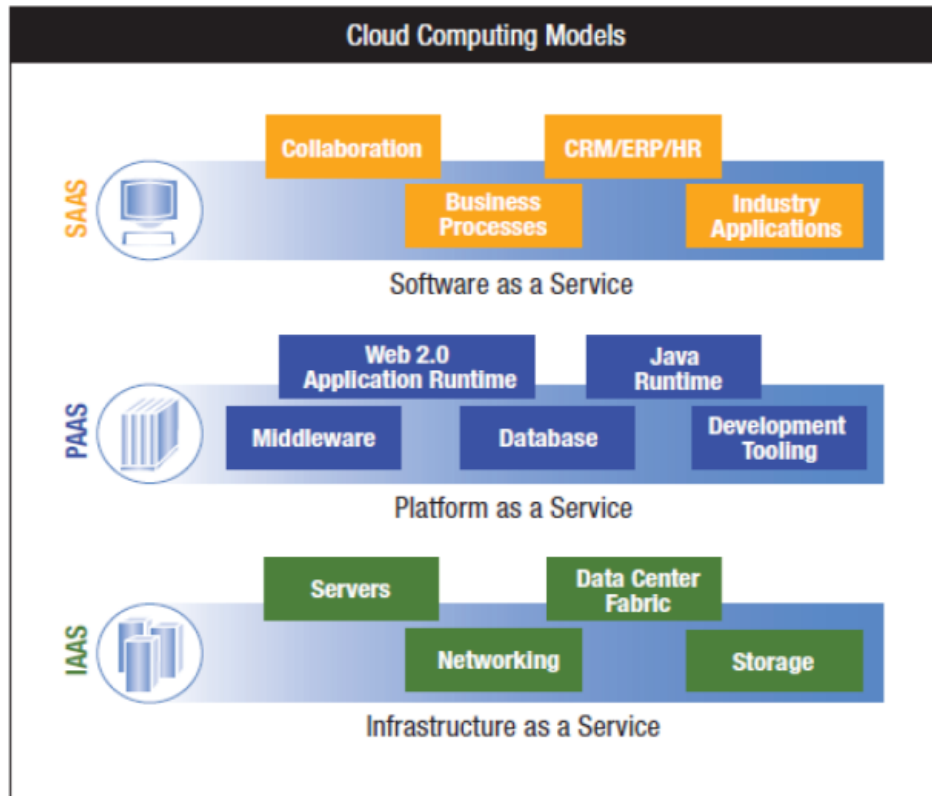 Cloud Computing Models
SAAS
Collaboration
CRM/ERP/HR
Business
Processes
Industry
Applications
Software as a Service
PAAS
Web 2.0
Application Runtime
Java
Runtime
Middleware
Database
Development
Tooling
Platform as a Service
IAAS
Servers
Data Center
Fabric
Networking
Storage
Infrastructure as a Service